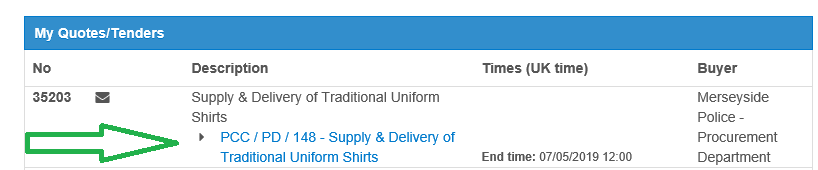 My Quotes/Tenders
No Description Times (UK time) Buyer
35203 Supply & Delivery of Traditional Uniform Merseyside
Shirts Police -
PCC / PD / 148 - Supply & Delivery of Procurement
Traditional Uniform Shirts End time: 07/05/2019 12:00 Department